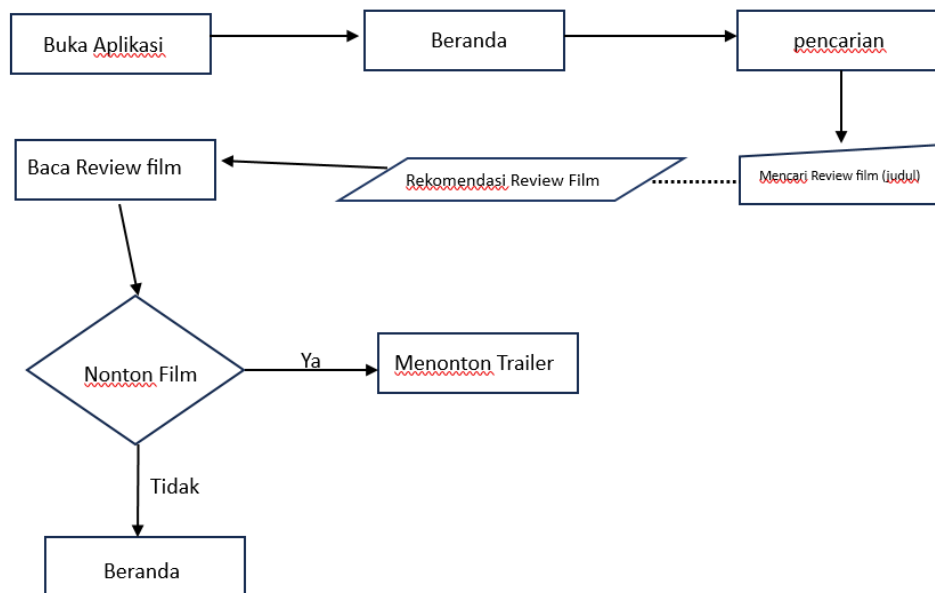 Buka Aplikasi
Beranda
pencarian
Mencari Review film (judul)
Rekomendasi Review Film
Baca Review film
Nonton Film
Ya
Menonton Trailer
Tidak
Beranda